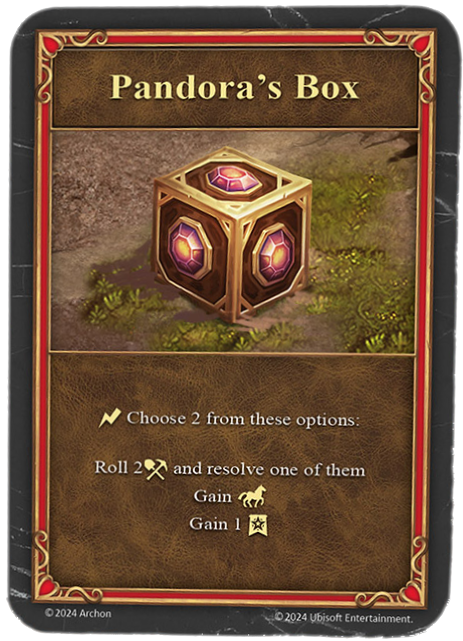 Pandora's Box
Choose 2 from these options:
Roll 2 and resolve one of them
Gain
Gain 1
©2024 Archon
©2024 Ubisoft Entertainment.